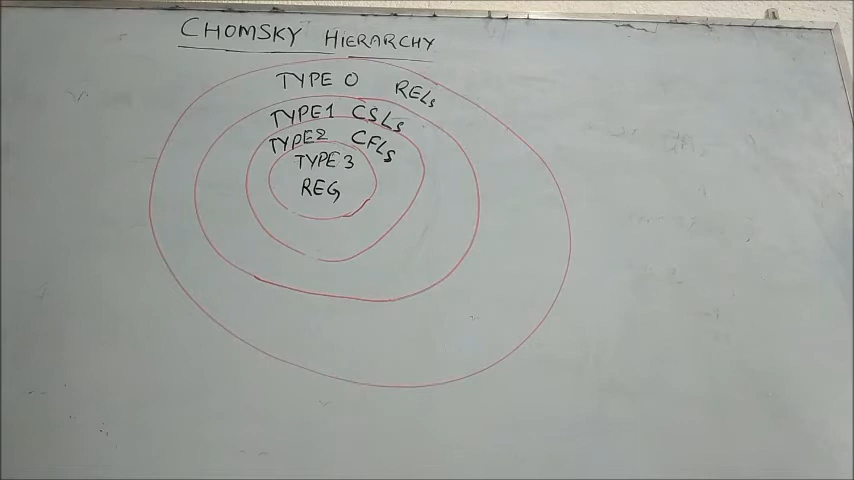 CHOMSKY HIERARCHY
TYPE 0 RELs
TYPE1 CSLs
TYPE2 CFLs
TYPE 3
REG